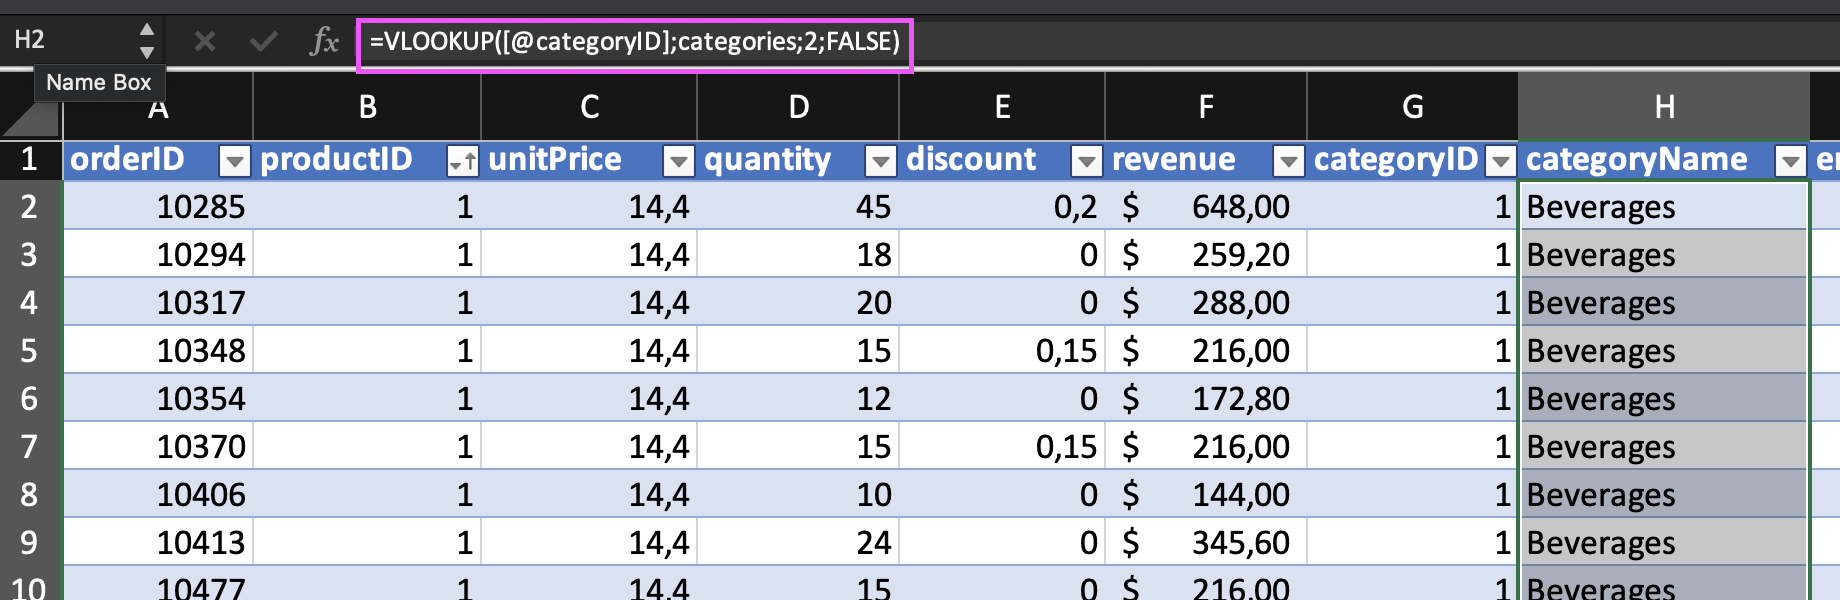 H2 fx =VLOOKUP([@categoryID];categories;2;FALSE)
Name Box
A B C D E F G H
1 orderID productID unitPrice quantity discount revenue categoryID categoryName
2 10285 1 14,4 45 0,2 $ 648,00 1 Beverages
3 10294 1 14,4 18 0 $ 259,20 1 Beverages
4 10317 1 14,4 20 0 $ 288,00 1 Beverages
5 10348 1 14,4 15 0,15 $ 216,00 1 Beverages
6 10354 1 14,4 12 0 $ 172,80 1 Beverages
7 10370 1 14,4 15 0,15 $ 216,00 1 Beverages
8 10406 1 14,4 10 0 $ 144,00 1 Beverages
9 10413 1 14,4 24 0 $ 345,60 1 Beverages
10 10477 1 14,4 15 0 $ 216,00 1 Beverages